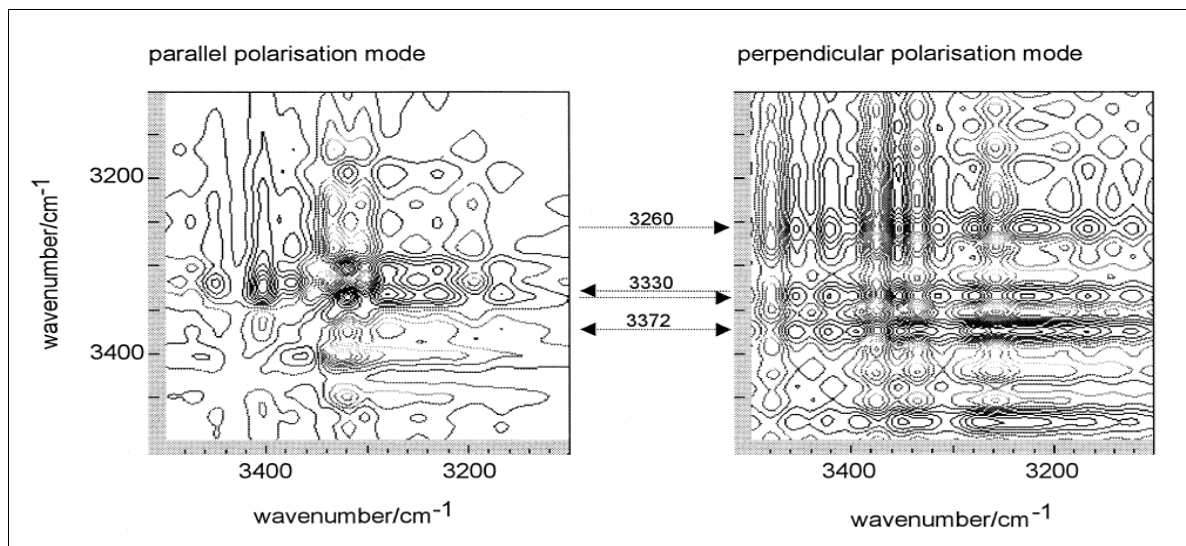 parallel polarisation mode
perpendicular polarisation mode
wavenumber/cm-1
3200
3400
3260
3330
3372
3400
3200
3400
3200
wavenumber/cm-1
wavenumber/cm-1